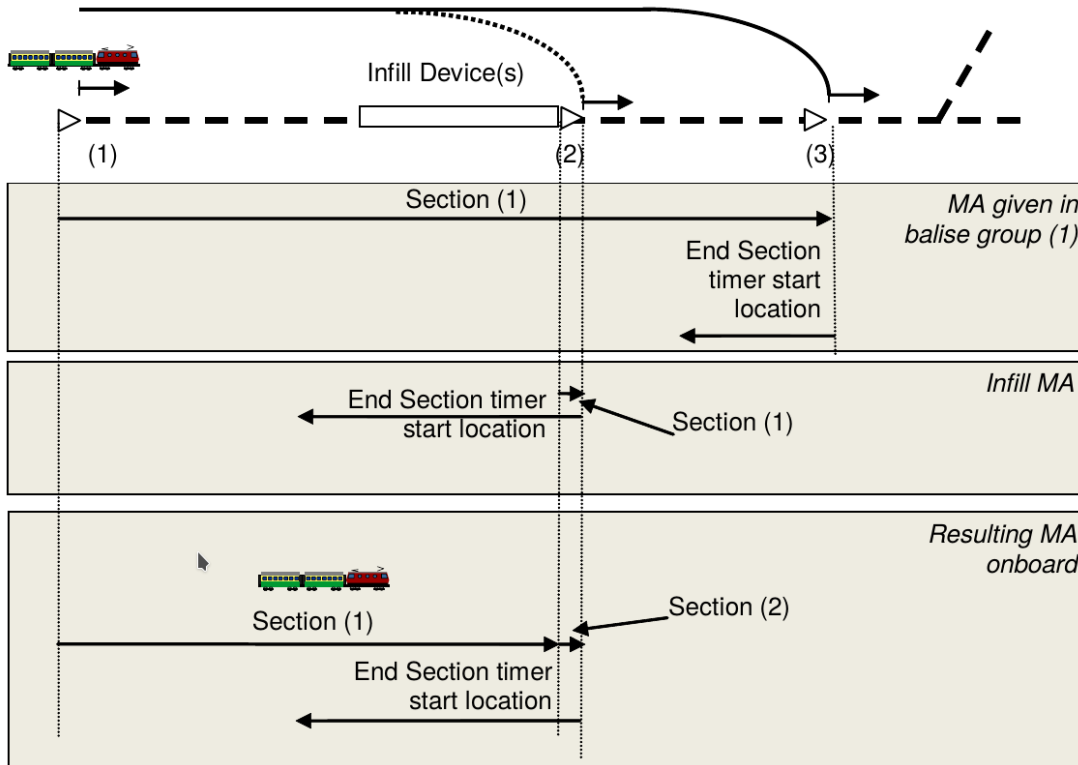 Infill Device(s)
(1)
(2)
(3)
Section (1)
MA given in
balise group (1)
End Section
timer start
location
Infill MA
End Section timer
start location
Section (1)
Resulting MA
onboard
Section (2)
Section (1)
End Section timer
start location